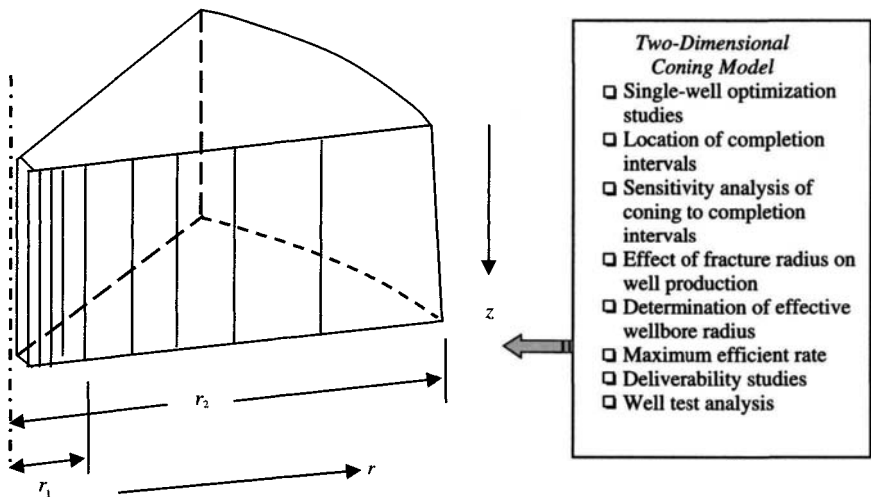 Two-Dimensional
Coning Model
❑ Single-well optimization
studies
❑ Location of completion
intervals
❑ Sensitivity analysis of
coning to completion
intervals
❑ Effect of fracture radius on
well production
❑ Determination of effective
wellbore radius
❑ Maximum efficient rate
❑ Deliverability studies
❑ Well test analysis
z
r₂
r
r₁